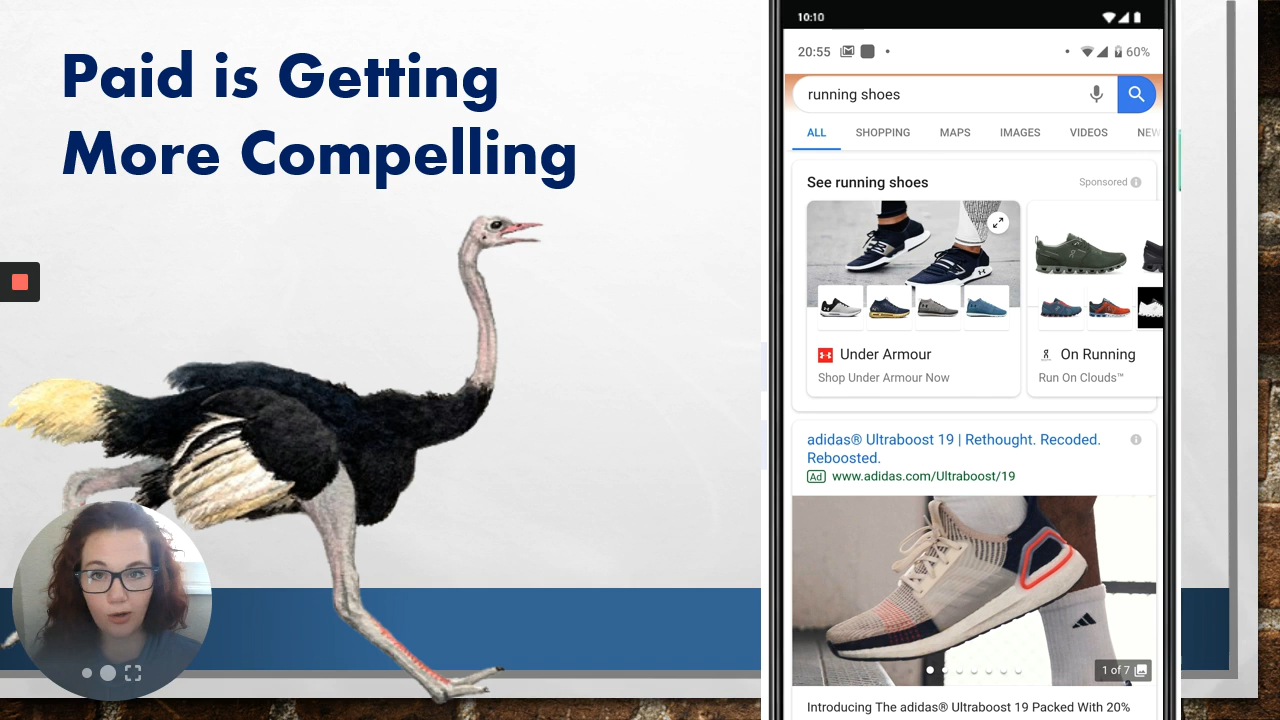 Paid is Getting
More Compelling
10:10
20:55
60%
running shoes
ALL SHOPPING MAPS IMAGES VIDEOS NEW
See running shoes
Sponsored
Under Armour
Shop Under Armour Now
On Running
Run On Clouds™
adidas® Ultraboost 19 | Rethought. Recoded.
Reboosted.
Ad www.adidas.com/Ultraboost/19
1 of 7
Introducing The adidas® Ultraboost 19 Packed With 20%